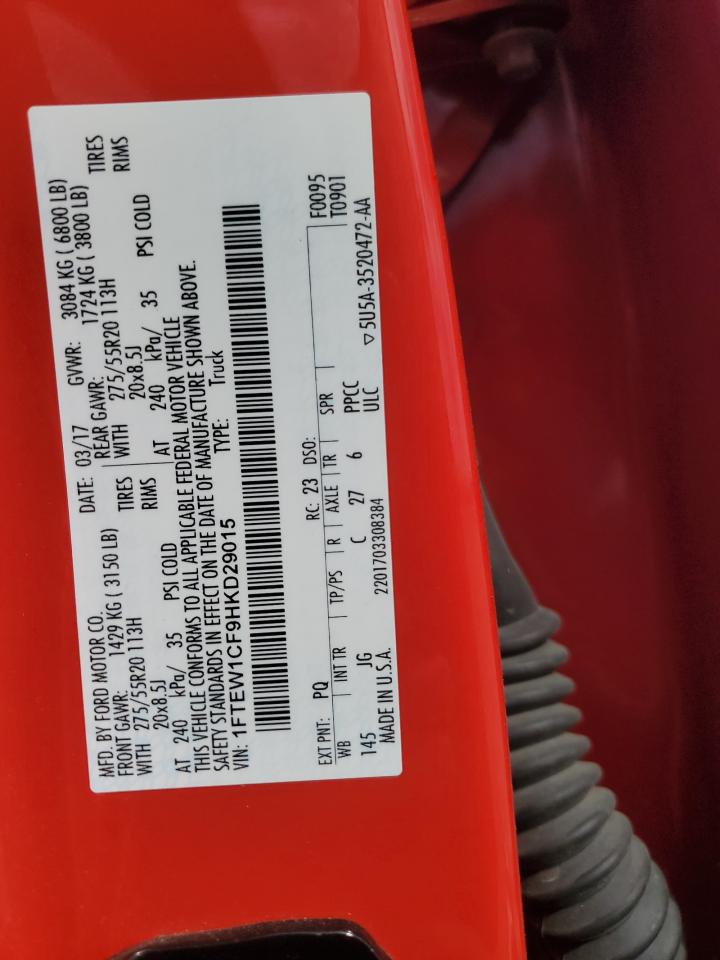 MFD. BY FORD MOTOR CO. DATE: 03/17 GVWR: 3084 KG ( 6800 LB)
FRONT GAWR: 1429 KG ( 3150 LB) REAR GAWR: 1724 KG ( 3800 LB)
WITH 275/55R20 113H TIRES WITH 275/55R20 113H TIRES
20x8.5J RIMS 20x8.5J RIMS
AT 240 kPa/ 35 PSI COLD AT 240 kPa/ 35 PSI COLD
THIS VEHICLE CONFORMS TO ALL APPLICABLE FEDERAL MOTOR VEHICLE
SAFETY STANDARDS IN EFFECT ON THE DATE OF MANUFACTURE SHOWN ABOVE.
VIN: 1FTEW1CF9HKD29015 TYPE: Truck
EXT PNT: PQ RC: 23 DSO: F0095
WB INT TR TP/PS R AXLE TR SPR T0901
145 JG C 27 6 PPCC
MADE IN U.S.A. 2201703308384 ULC ▽5U5A-3520472-AA